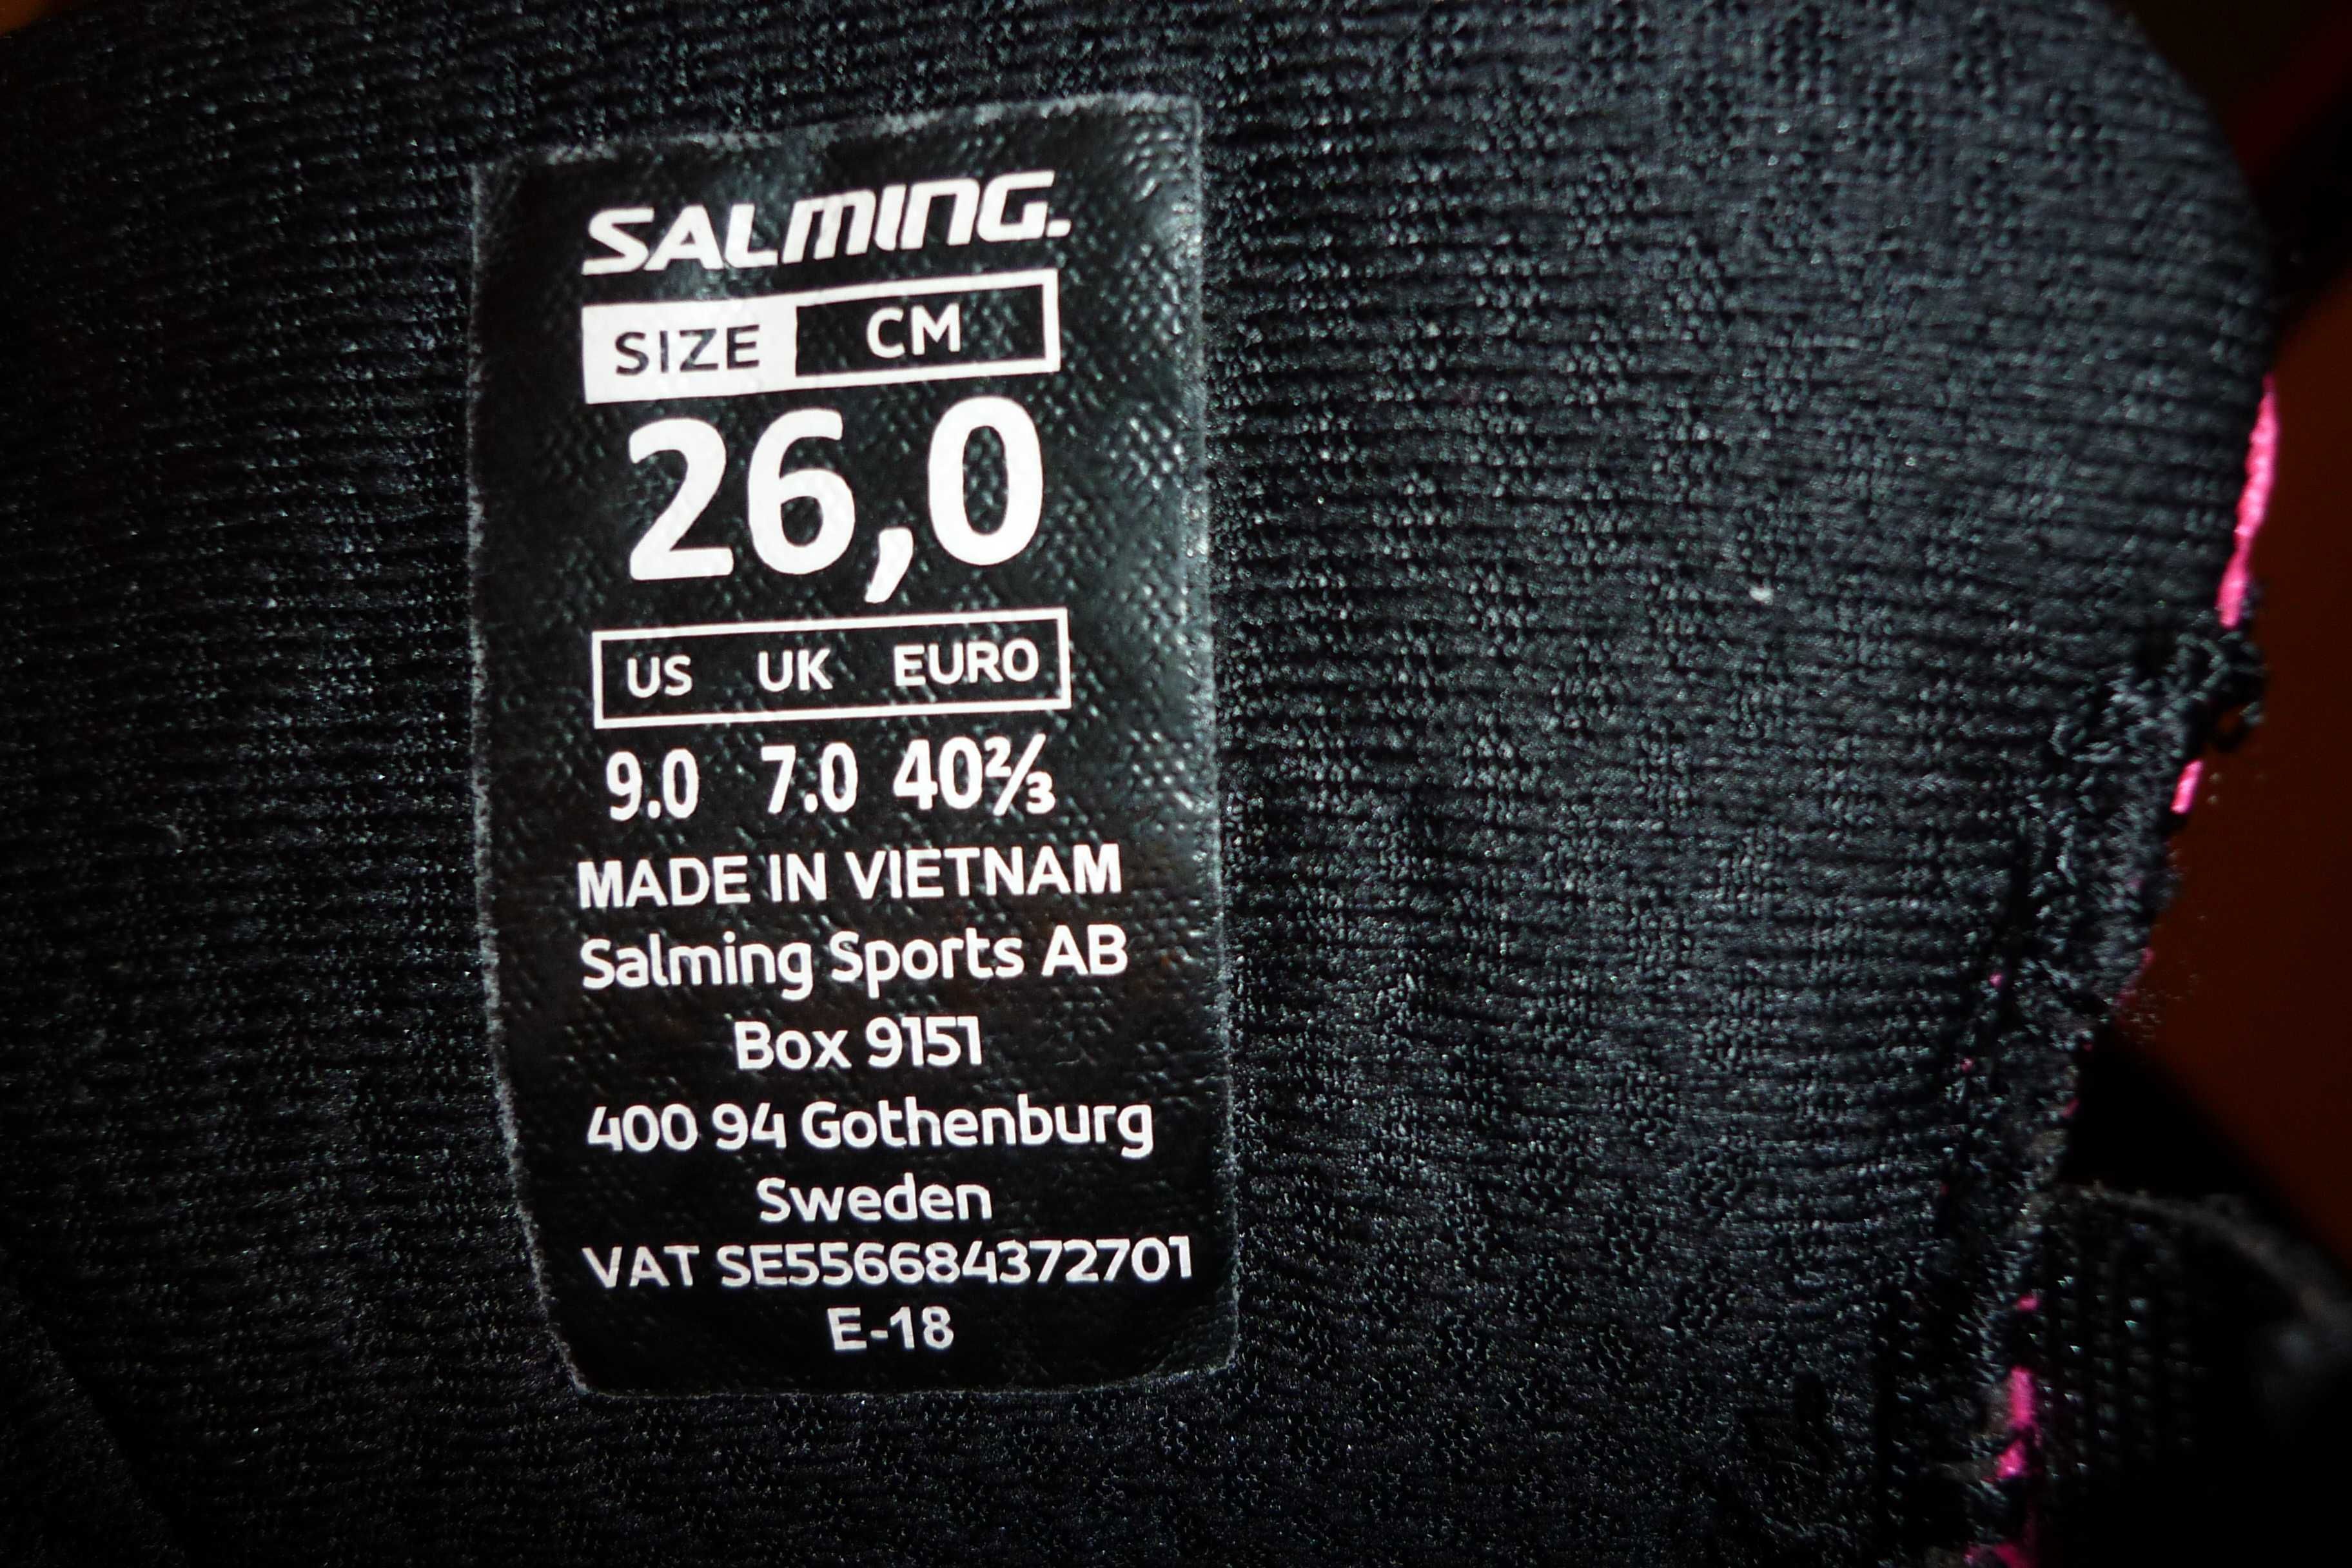 SALMING.
SIZE CM
26,0
US UK EURO
9.0 7.0 40⅔
MADE IN VIETNAM
Salming Sports AB
Box 9151
400 94 Gothenburg
Sweden
VAT SE556684372701
E-18